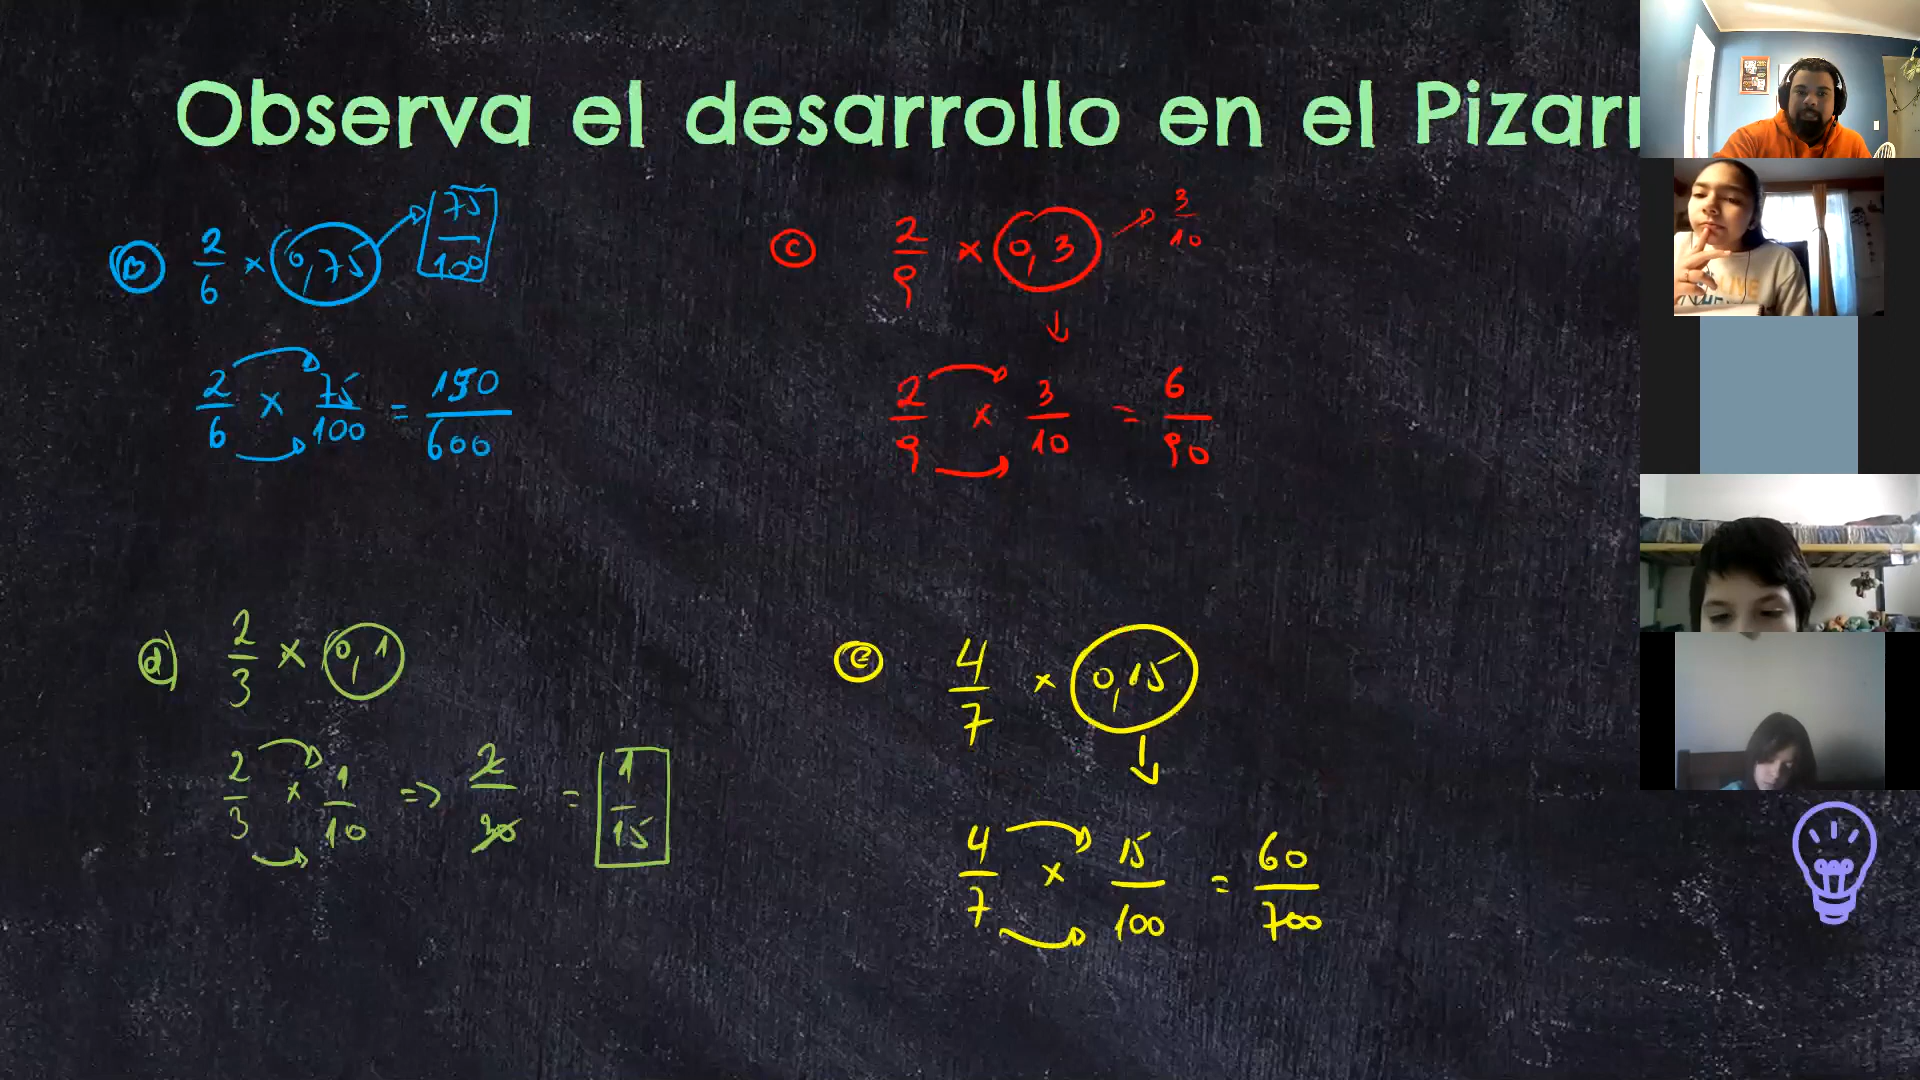 Observa el desarrollo en el Pizarr
b) 2/6 × 0,75 → 75/100
2/6 × 75/100 = 150/600
c) 2/9 × 0,3 → 3/10
↓
2/9 × 3/10 = 6/90
d) 2/3 × 0,1
2/3 × 1/10 => 2/30 = 1/15
e) 4/7 × 0,15
↓
4/7 × 15/100 = 60/700